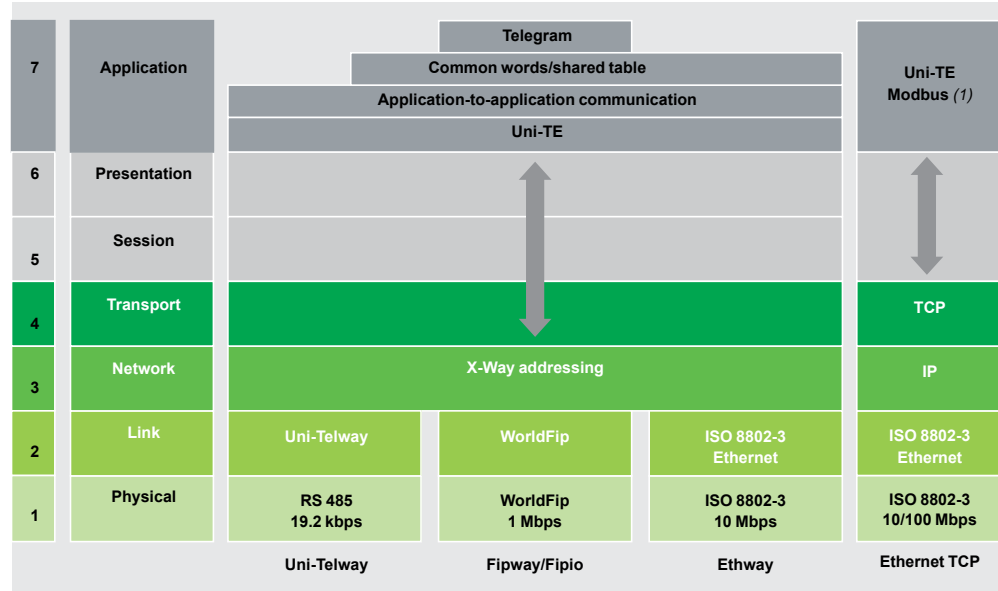 7
Application
Telegram
Common words/shared table
Application-to-application communication
Uni-TE
Uni-TE
Modbus (1)
6
Presentation
5
Session
4
Transport
TCP
3
Network
X-Way addressing
IP
2
Link
Uni-Telway
WorldFip
ISO 8802-3
Ethernet
ISO 8802-3
Ethernet
1
Physical
RS 485
19.2 kbps
WorldFip
1 Mbps
ISO 8802-3
10 Mbps
ISO 8802-3
10/100 Mbps
Uni-Telway
Fipway/Fipio
Ethway
Ethernet TCP